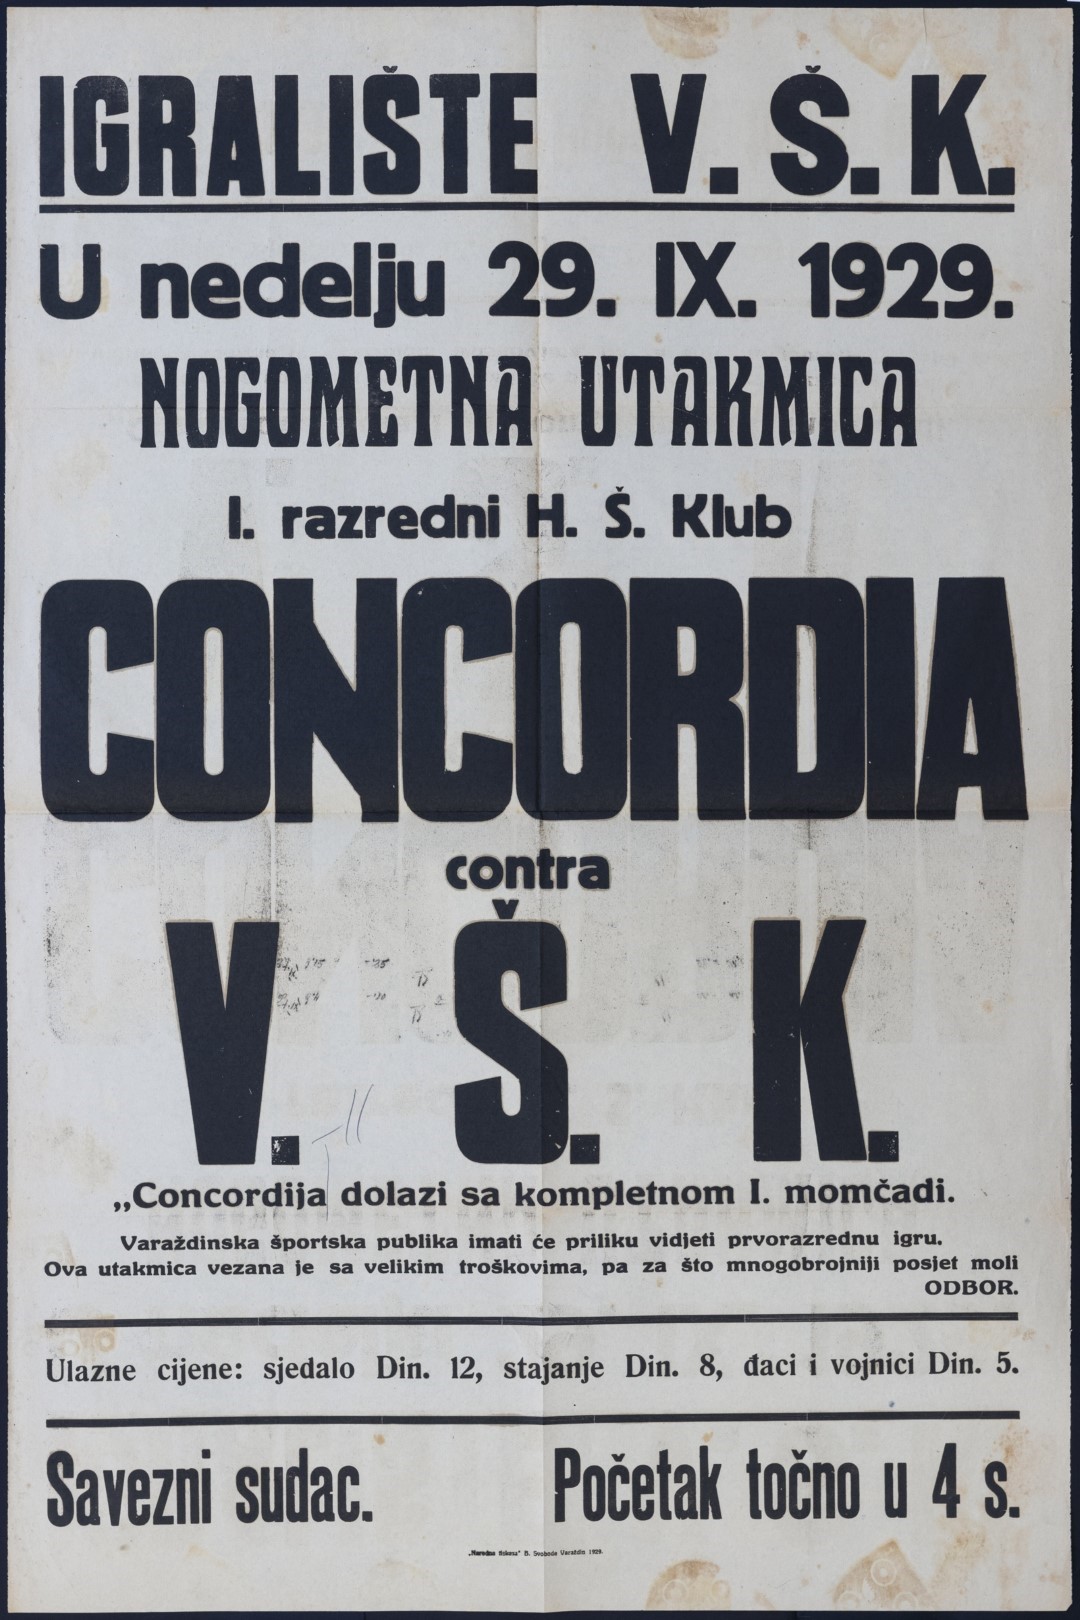 IGRALIŠTE V. Š. K.
U nedelju 29. IX. 1929.
NOGOMETNA UTAKMICA
I. razredni H. Š. Klub
CONCORDIA
contra
V. Š. K.
„Concordija dolazi sa kompletnom I. momčadi.
Varaždinska športska publika imati će priliku vidjeti prvorazrednu igru.
Ova utakmica vezana je sa velikim troškovima, pa za što mnogobrojniji posjet moli
ODBOR.
Ulazne cijene: sjedalo Din. 12, stajanje Din. 8, đaci i vojnici Din. 5.
Savezni sudac. Početak točno u 4 s.
„Narodna tiskara" B. Svoboda Varaždin 1929.